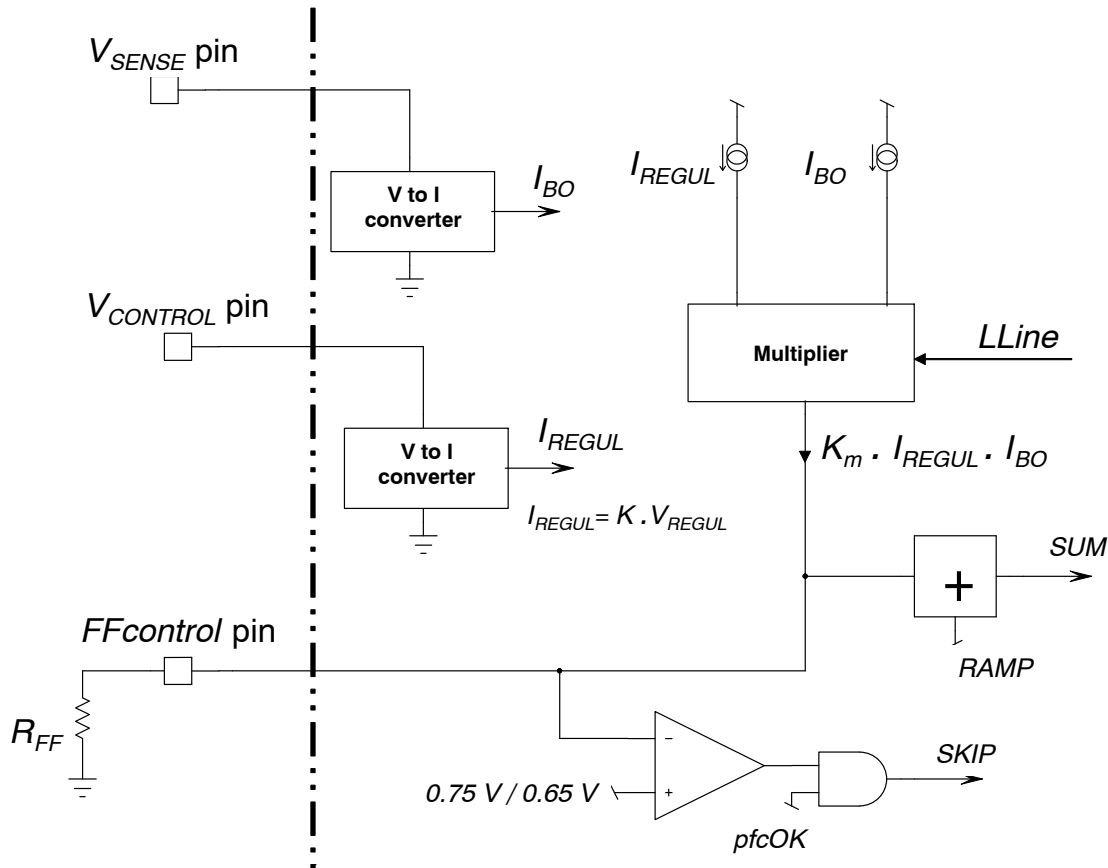 V_SENSE pin
V to I
converter
I_BO
I_REGUL
I_BO
V_CONTROL pin
V to I
converter
I_REGUL
I_REGUL = K . V_REGUL
Multiplier
LLine
K_m . I_REGUL . I_BO
+
SUM
RAMP
FFcontrol pin
R_FF
−
+
0.75 V / 0.65 V
pfcOK
SKIP